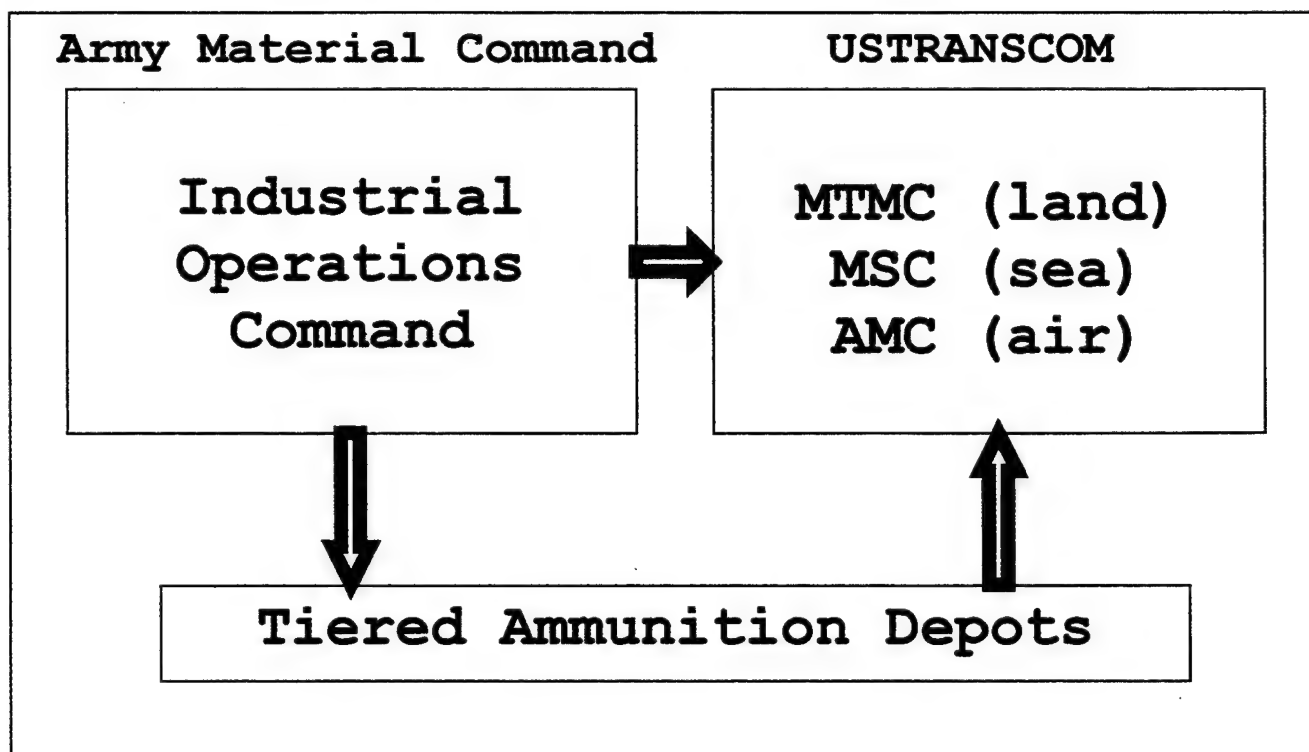 Army Material Command
USTRANSCOM
Industrial
Operations
Command
MTMC (land)
MSC (sea)
AMC (air)
Tiered Ammunition Depots